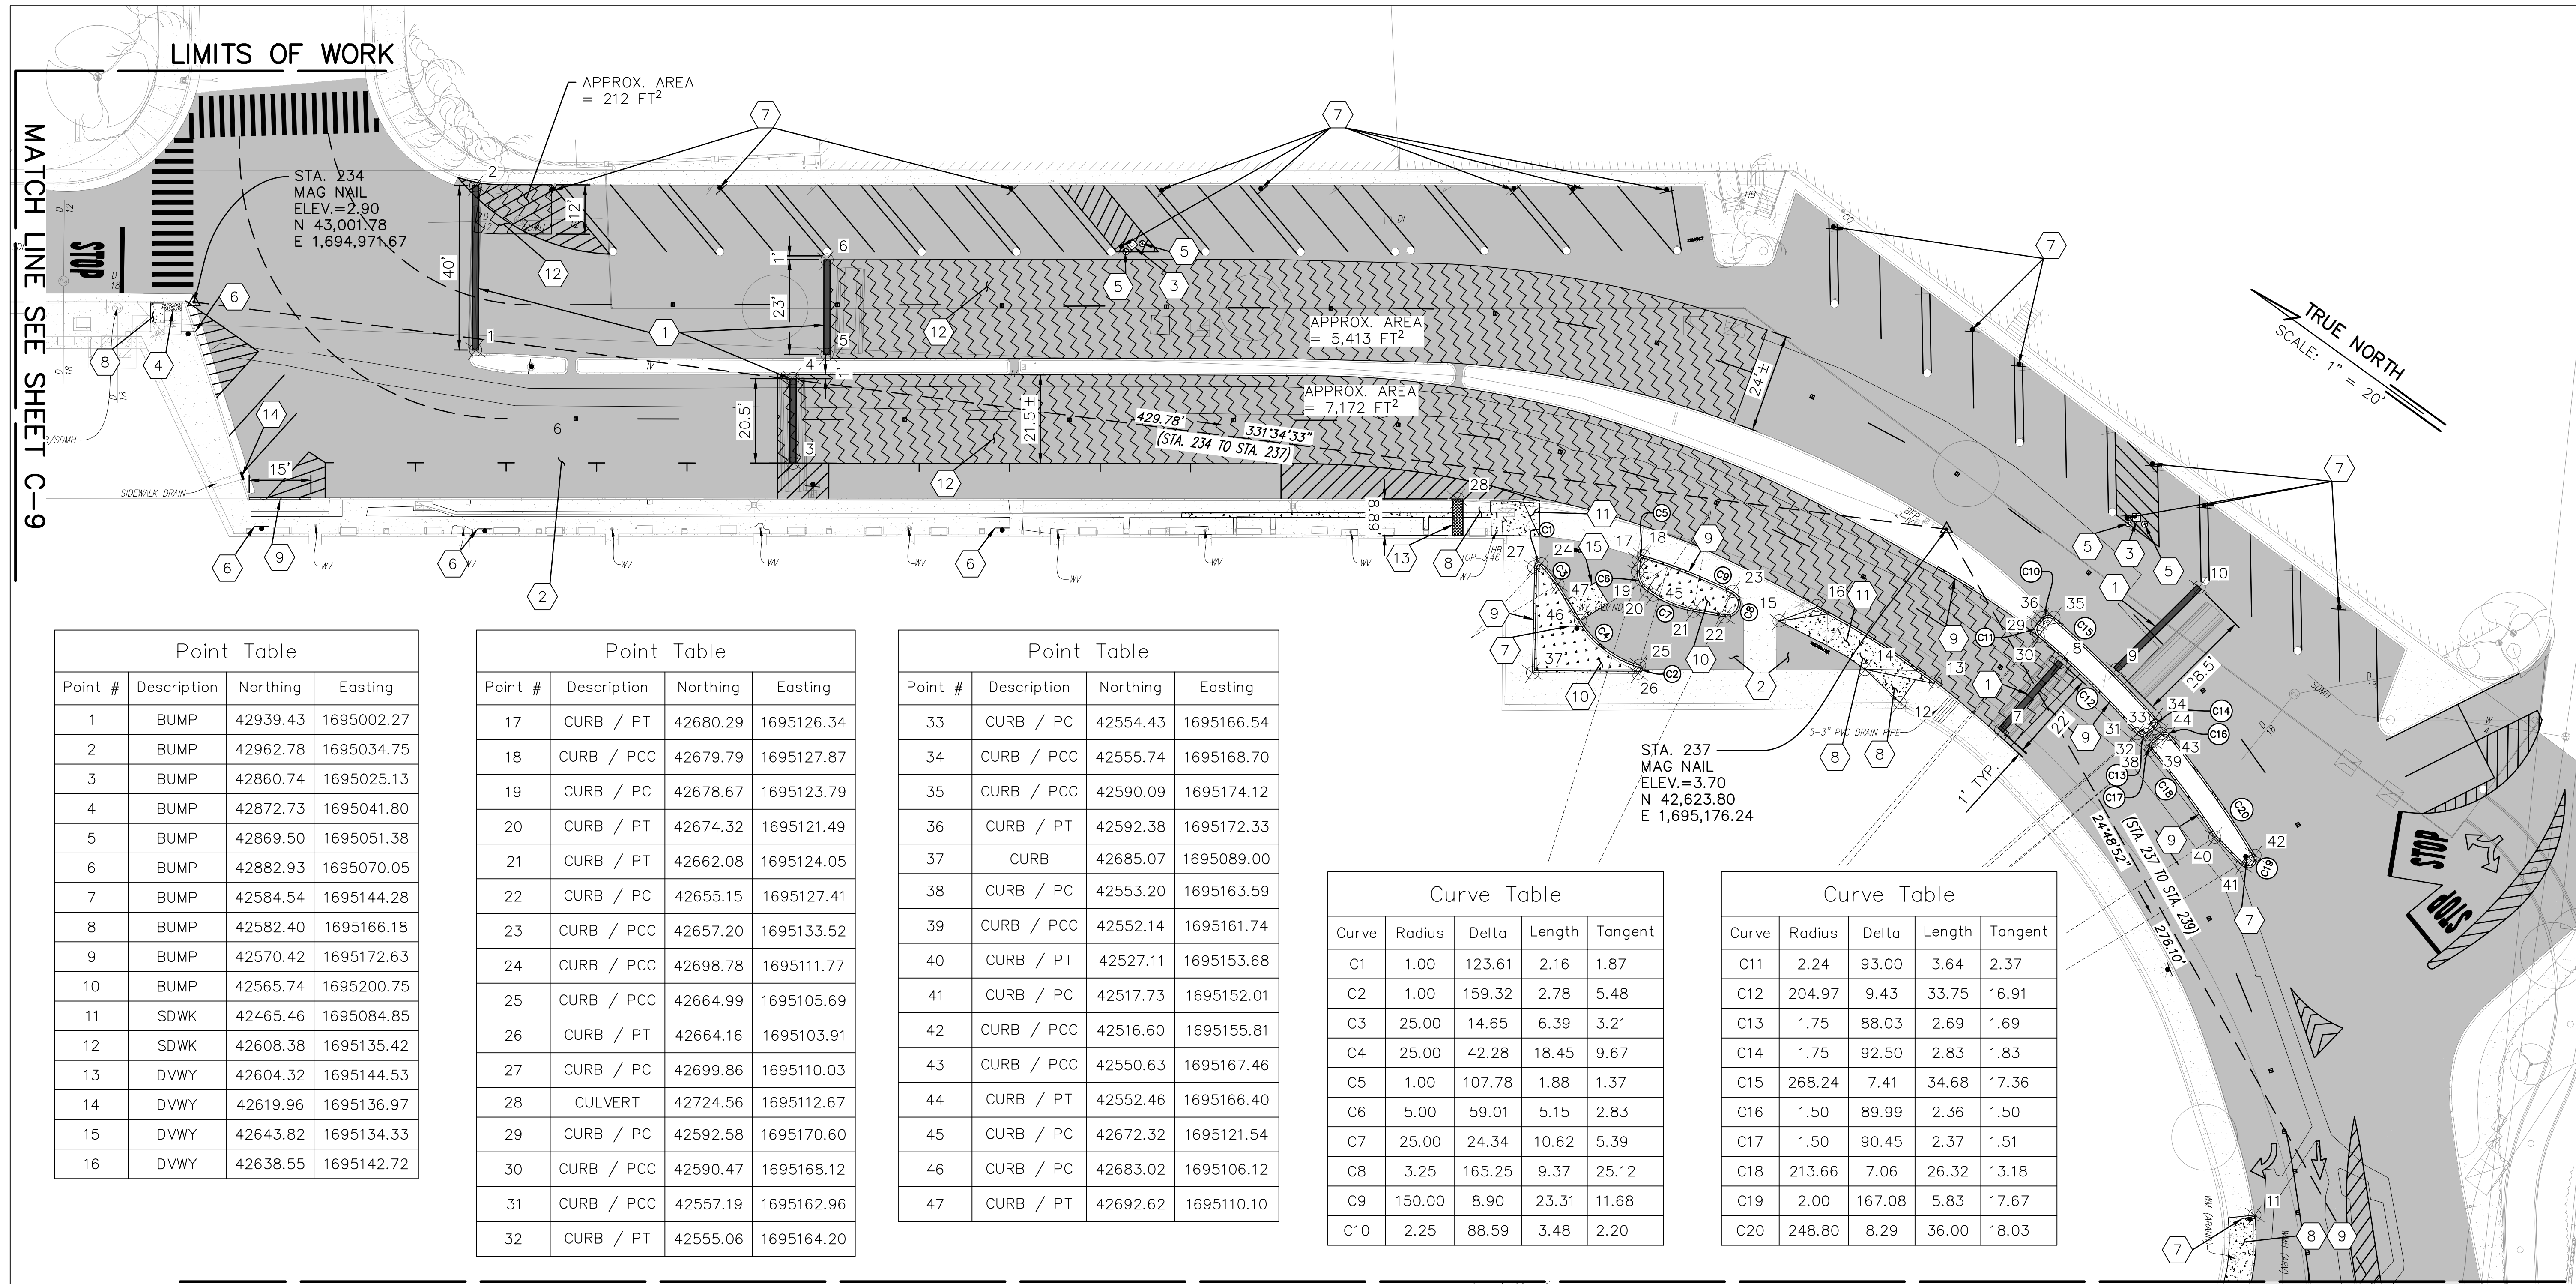 LIMITS OF WORK
MATCH LINE SEE SHEET C-9
APPROX. AREA
= 212 FT²
STA. 234
MAG NAIL
ELEV.=2.90
N 43,001.78
E 1,694,971.67
STOP
SIDEWALK DRAIN
APPROX. AREA
= 5,413 FT²
APPROX. AREA
= 7,172 FT²
429.78' 331°34'33"
(STA. 234 TO STA. 237)
40'
12'
1'
23'
1'
20.5'
21.5'±
24'±
15'
8.89'
28.5'
22'
1' TYP.
TRUE NORTH
SCALE: 1" = 20'
HB
TOP=3.46
5-3" PVC DRAIN PIPE
STA. 237
MAG NAIL
ELEV.=3.70
N 42,623.80
E 1,695,176.24
(STA. 237 TO STA. 239)
24°48'52" 276.10'
SDMH
STOP
STOP
WM (ABAND)
Point Table
Point # Description Northing Easting
1 BUMP 42939.43 1695002.27
2 BUMP 42962.78 1695034.75
3 BUMP 42860.74 1695025.13
4 BUMP 42872.73 1695041.80
5 BUMP 42869.50 1695051.38
6 BUMP 42882.93 1695070.05
7 BUMP 42584.54 1695144.28
8 BUMP 42582.40 1695166.18
9 BUMP 42570.42 1695172.63
10 BUMP 42565.74 1695200.75
11 SDWK 42465.46 1695084.85
12 SDWK 42608.38 1695135.42
13 DVWY 42604.32 1695144.53
14 DVWY 42619.96 1695136.97
15 DVWY 42643.82 1695134.33
16 DVWY 42638.55 1695142.72
Point Table
Point # Description Northing Easting
17 CURB / PT 42680.29 1695126.34
18 CURB / PCC 42679.79 1695127.87
19 CURB / PC 42678.67 1695123.79
20 CURB / PT 42674.32 1695121.49
21 CURB / PT 42662.08 1695124.05
22 CURB / PC 42655.15 1695127.41
23 CURB / PCC 42657.20 1695133.52
24 CURB / PCC 42698.78 1695111.77
25 CURB / PCC 42664.99 1695105.69
26 CURB / PT 42664.16 1695103.91
27 CURB / PC 42699.86 1695110.03
28 CULVERT 42724.56 1695112.67
29 CURB / PC 42592.58 1695170.60
30 CURB / PCC 42590.47 1695168.12
31 CURB / PCC 42557.19 1695162.96
32 CURB / PT 42555.06 1695164.20
Point Table
Point # Description Northing Easting
33 CURB / PC 42554.43 1695166.54
34 CURB / PCC 42555.74 1695168.70
35 CURB / PCC 42590.09 1695174.12
36 CURB / PT 42592.38 1695172.33
37 CURB 42685.07 1695089.00
38 CURB / PC 42553.20 1695163.59
39 CURB / PCC 42552.14 1695161.74
40 CURB / PT 42527.11 1695153.68
41 CURB / PC 42517.73 1695152.01
42 CURB / PCC 42516.60 1695155.81
43 CURB / PCC 42550.63 1695167.46
44 CURB / PT 42552.46 1695166.40
45 CURB / PC 42672.32 1695121.54
46 CURB / PC 42683.02 1695106.12
47 CURB / PT 42692.62 1695110.10
Curve Table
Curve Radius Delta Length Tangent
C1 1.00 123.61 2.16 1.87
C2 1.00 159.32 2.78 5.48
C3 25.00 14.65 6.39 3.21
C4 25.00 42.28 18.45 9.67
C5 1.00 107.78 1.88 1.37
C6 5.00 59.01 5.15 2.83
C7 25.00 24.34 10.62 5.39
C8 3.25 165.25 9.37 25.12
C9 150.00 8.90 23.31 11.68
C10 2.25 88.59 3.48 2.20
Curve Table
Curve Radius Delta Length Tangent
C11 2.24 93.00 3.64 2.37
C12 204.97 9.43 33.75 16.91
C13 1.75 88.03 2.69 1.69
C14 1.75 92.50 2.83 1.83
C15 268.24 7.41 34.68 17.36
C16 1.50 89.99 2.36 1.50
C17 1.50 90.45 2.37 1.51
C18 213.66 7.06 26.32 13.18
C19 2.00 167.08 5.83 17.67
C20 248.80 8.29 36.00 18.03